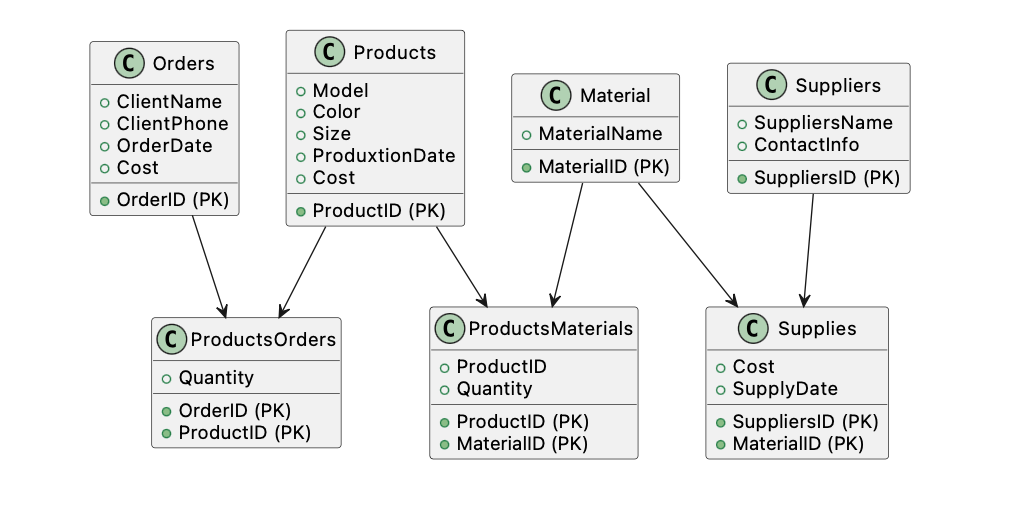 C Orders
ClientName
ClientPhone
OrderDate
Cost
OrderID (PK)
C Products
Model
Color
Size
ProduxtionDate
Cost
ProductID (PK)
C Material
MaterialName
MaterialID (PK)
C Suppliers
SuppliersName
ContactInfo
SuppliersID (PK)
C ProductsOrders
Quantity
OrderID (PK)
ProductID (PK)
C ProductsMaterials
ProductID
Quantity
ProductID (PK)
MaterialID (PK)
C Supplies
Cost
SupplyDate
SuppliersID (PK)
MaterialID (PK)